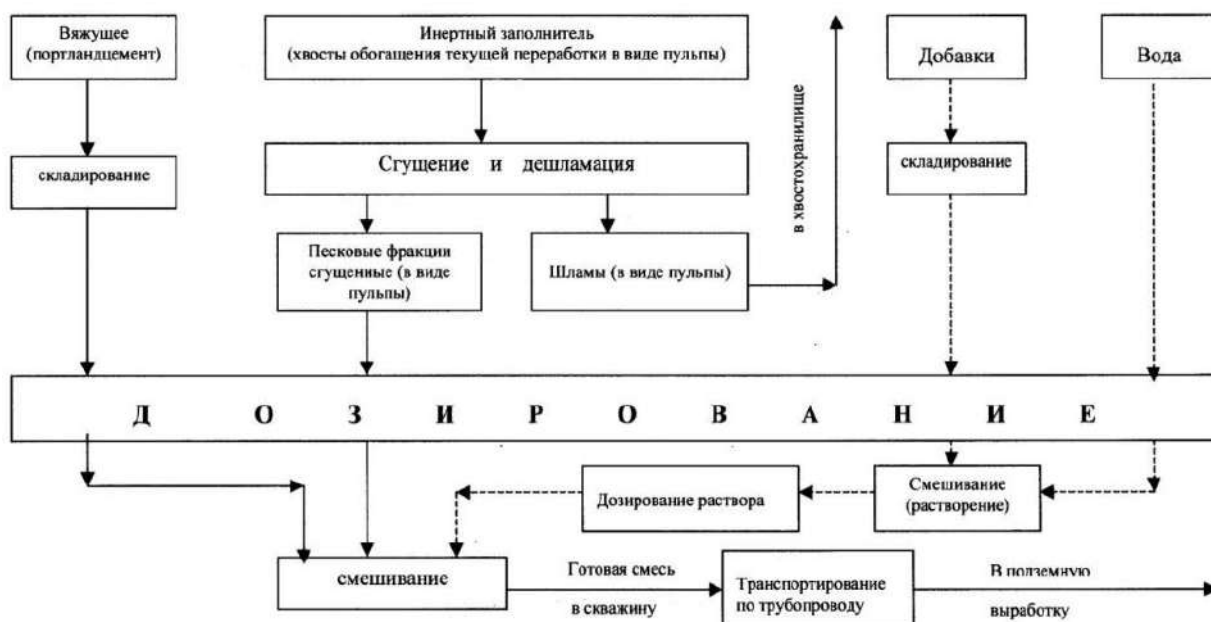 Вяжущее
(портландцемент)
Инертный заполнитель
(хвосты обогащения текущей переработки в виде пульпы)
Добавки
Вода
складирование
Сгущение и дешламация
в хвостохранилище
складирование
Песковые фракции
сгущенные (в виде
пульпы)
Шламы (в виде пульпы)
ДОЗИРОВАНИЕ
Дозирование раствора
Смешивание
(растворение)
смешивание
Готовая смесь
в скважину
Транспортирование
по трубопроводу
В подземную
выработку